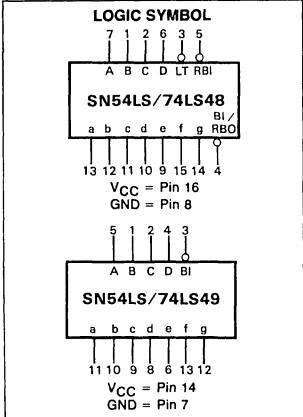 LOGIC SYMBOL
7 1 2 6 3 5
A B C D LT RBI
SN54LS/74LS48
BI/
a b c d e f g RBO
13 12 11 10 9 15 14 4
VCC = Pin 16
GND = Pin 8
5 1 2 4 3
A B C D BI
SN54LS/74LS49
a b c d e f g
11 10 9 8 6 13 12
VCC = Pin 14
GND = Pin 7